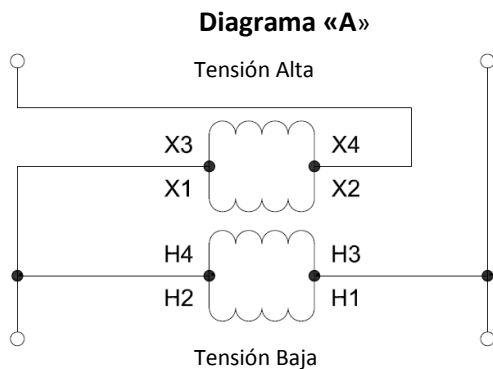 Diagrama «A»
Tensión Alta
X3 X4
X1 X2
H4 H3
H2 H1
Tensión Baja